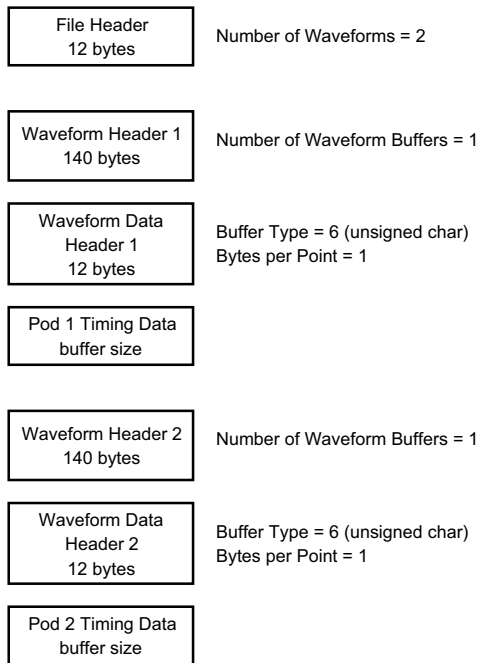 File Header
12 bytes
Number of Waveforms = 2
Waveform Header 1
140 bytes
Number of Waveform Buffers = 1
Waveform Data
Header 1
12 bytes
Buffer Type = 6 (unsigned char)
Bytes per Point = 1
Pod 1 Timing Data
buffer size
Waveform Header 2
140 bytes
Number of Waveform Buffers = 1
Waveform Data
Header 2
12 bytes
Buffer Type = 6 (unsigned char)
Bytes per Point = 1
Pod 2 Timing Data
buffer size